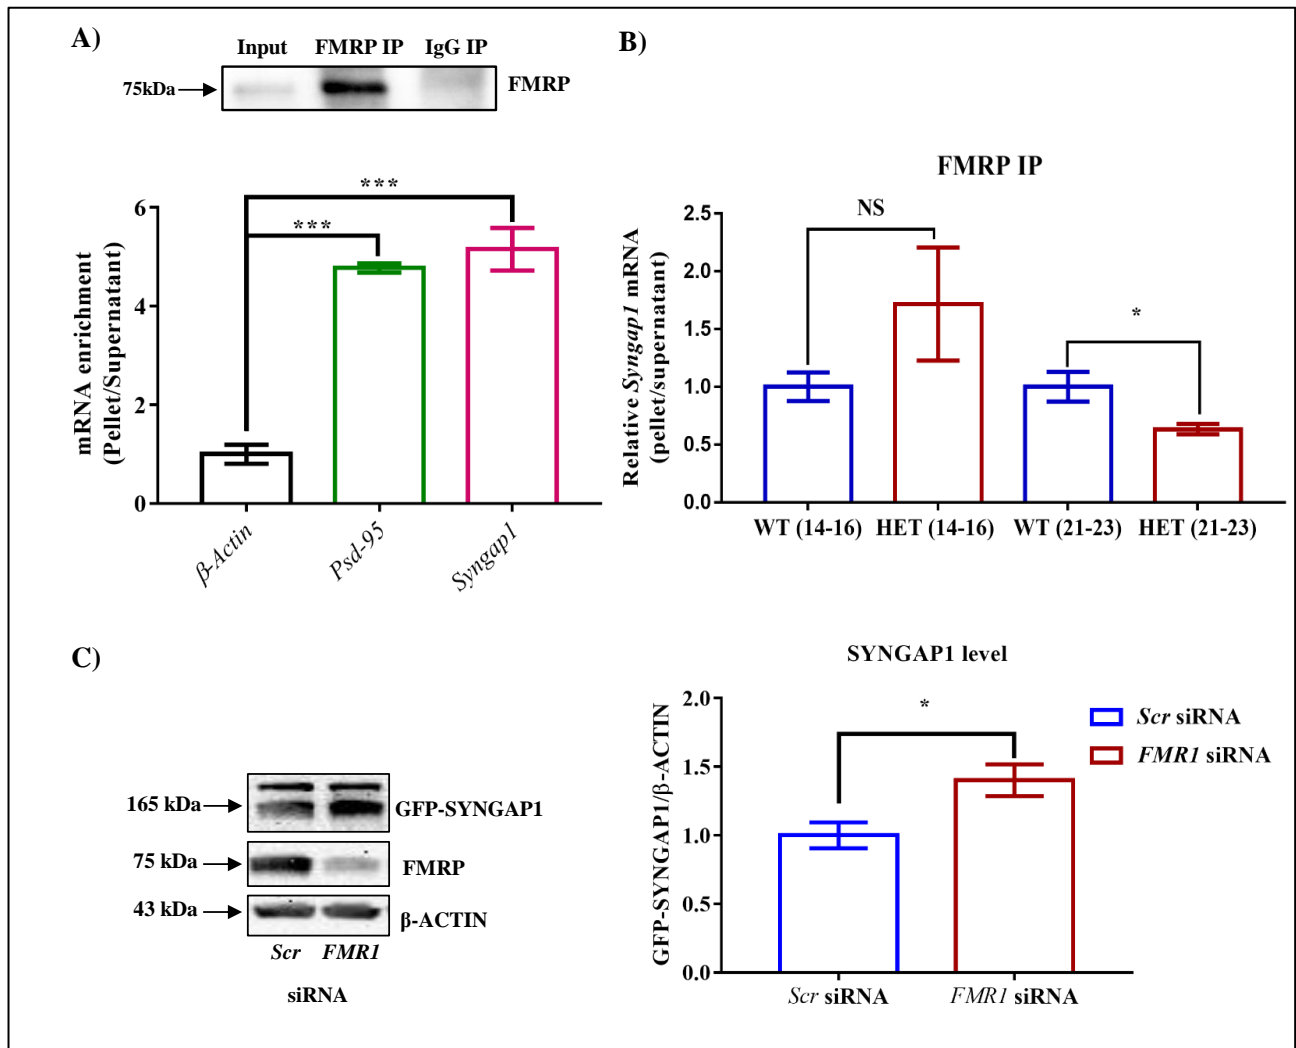 A)
Input FMRP IP IgG IP
75kDa FMRP
mRNA enrichment
(Pellet/Supernatant)
6
4
2
0
***
***
β-Actin
Psd-95
Syngap1
B)
FMRP IP
Relative Syngap1 mRNA
(pellet/supernatant)
2.5
2.0
1.5
1.0
0.5
0.0
NS
*
WT (14-16) HET (14-16) WT (21-23) HET (21-23)
C)
165 kDa GFP-SYNGAP1
75 kDa FMRP
43 kDa β-ACTIN
Scr FMR1
siRNA
SYNGAP1 level
GFP-SYNGAP1/β-ACTIN
2.0
1.5
1.0
0.5
0.0
*
Scr siRNA FMR1 siRNA
Scr siRNA
FMR1 siRNA